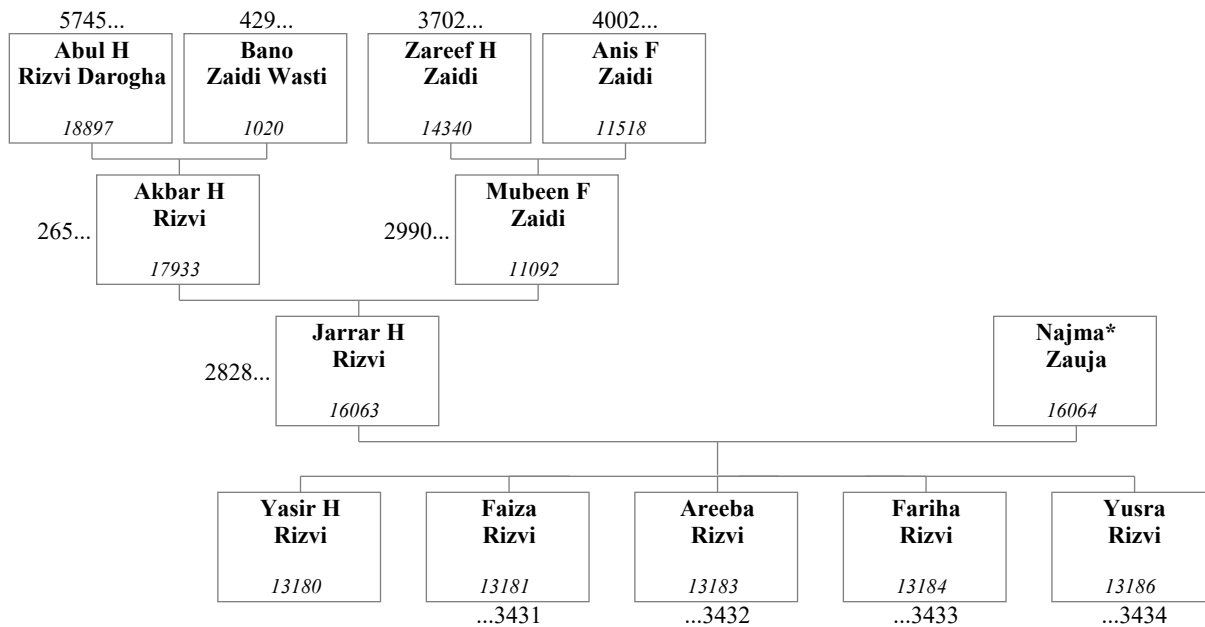 5745... 429... 3702... 4002...
Abul H Bano Zareef H Anis F
Rizvi Darogha Zaidi Wasti Zaidi Zaidi
18897 1020 14340 11518
Akbar H Mubeen F
Rizvi Zaidi
265... 2990...
17933 11092
Jarrar H Najma*
Rizvi Zauja
2828...
16063 16064
Yasir H Faiza Areeba Fariha Yusra
Rizvi Rizvi Rizvi Rizvi Rizvi
13180 13181 13183 13184 13186
...3431 ...3432 ...3433 ...3434